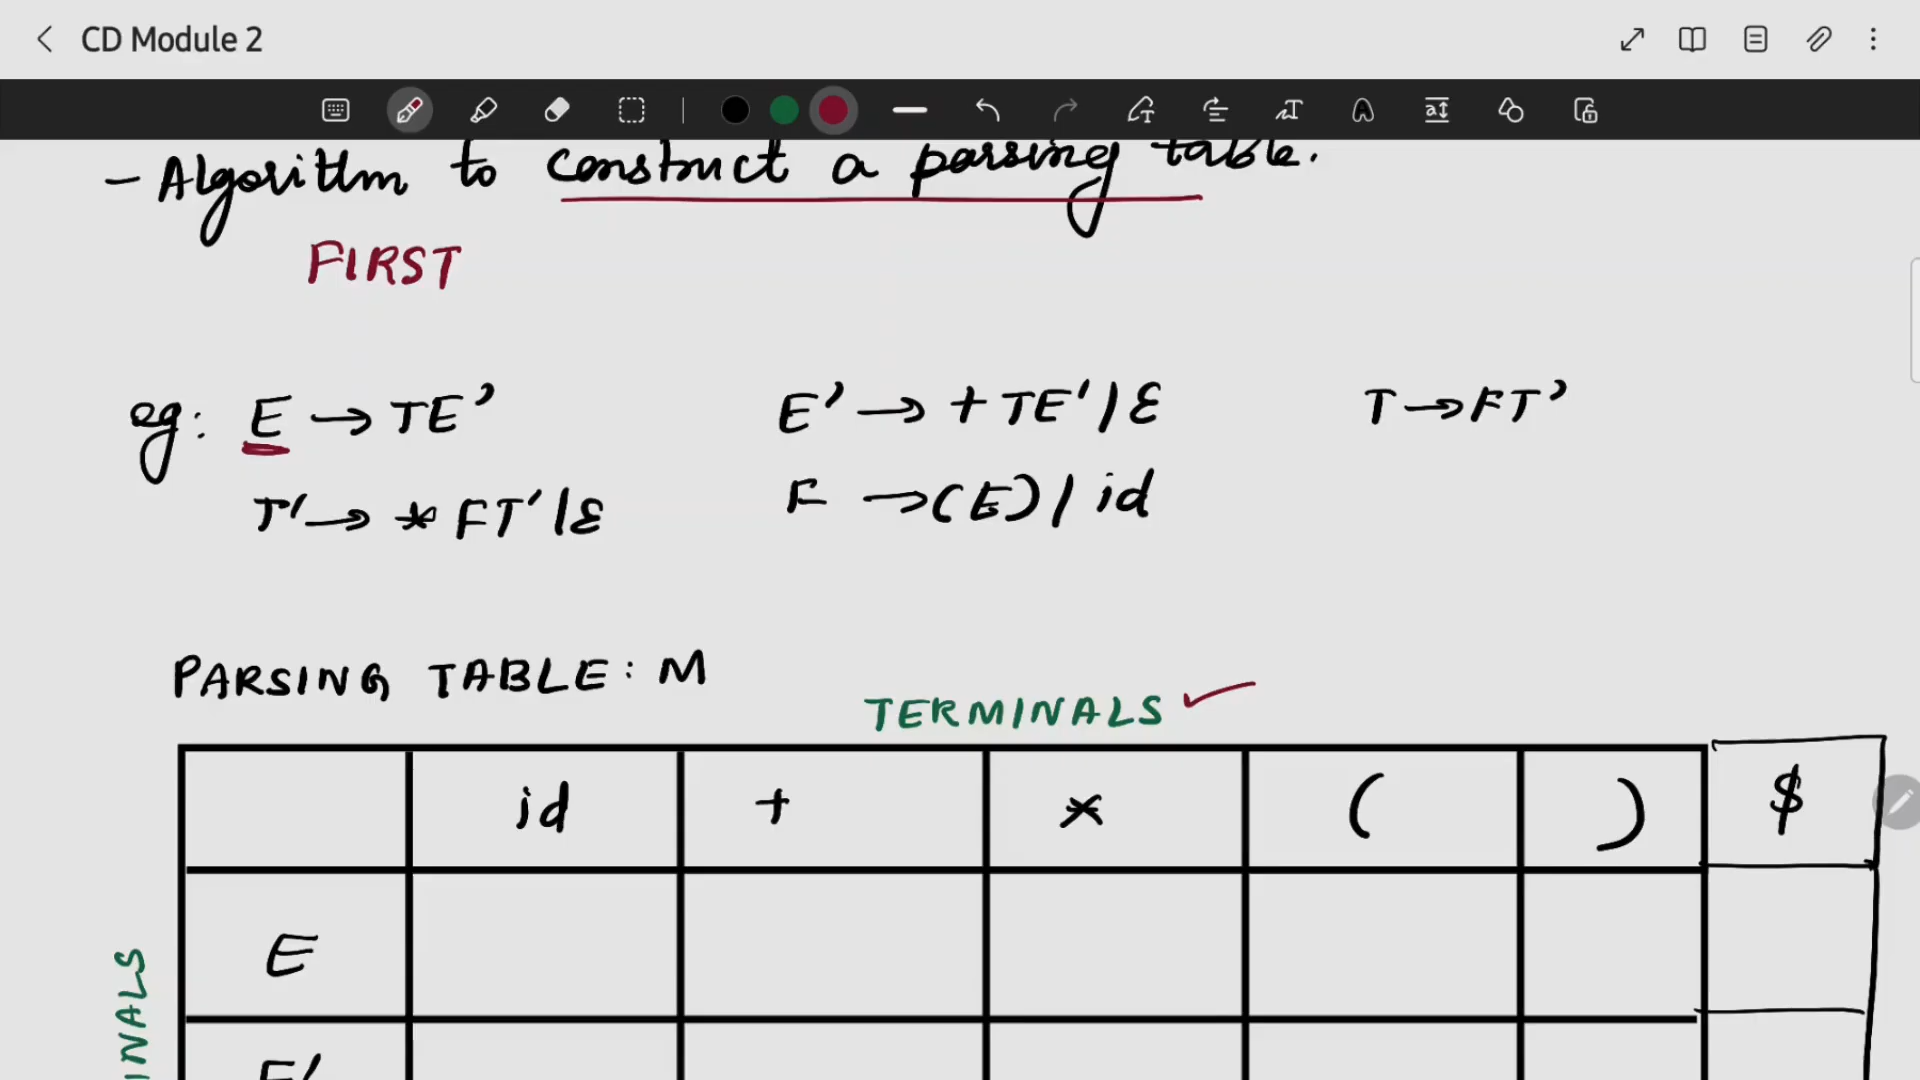 CD Module 2
- Algorithm to construct a parsing table.
FIRST
eg: E → TE' E' → + TE' / ε T → FT'
T' → * FT' / ε F → (E) / id
PARSING TABLE : M
TERMINALS
id + * ( ) $
E
E'
INALS